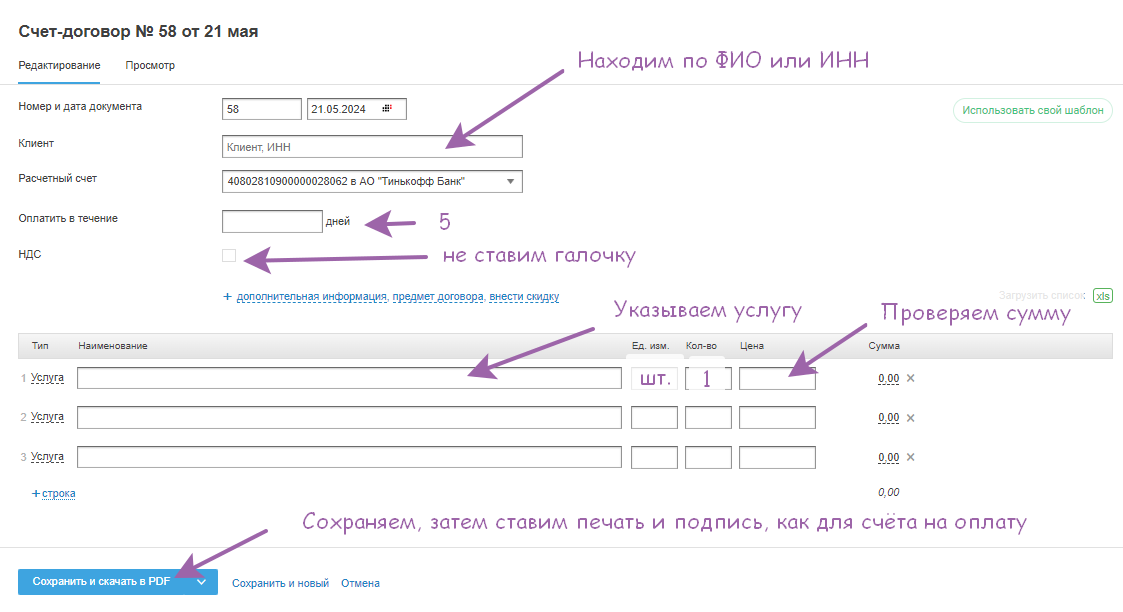 Счет-договор № 58 от 21 мая
Находим по ФИО или ИНН
Редактирование Просмотр
Номер и дата документа 58 21.05.2024 Использовать свой шаблон
Клиент Клиент, ИНН
Расчетный счет 40802810900000028062 в АО "Тинькофф Банк"
Оплатить в течение дней 5
НДС не ставим галочку
+ дополнительная информация, предмет договора, внести скидку Загрузить список xls
Указываем услугу Проверяем сумму
Тип Наименование Ед. изм. Кол-во Цена Сумма
1 Услуга шт. 1 0,00 ×
2 Услуга 0,00 ×
3 Услуга 0,00 ×
+ строка 0,00
Сохраняем, затем ставим печать и подпись, как для счёта на оплату
Сохранить и скачать в PDF Сохранить и новый Отмена